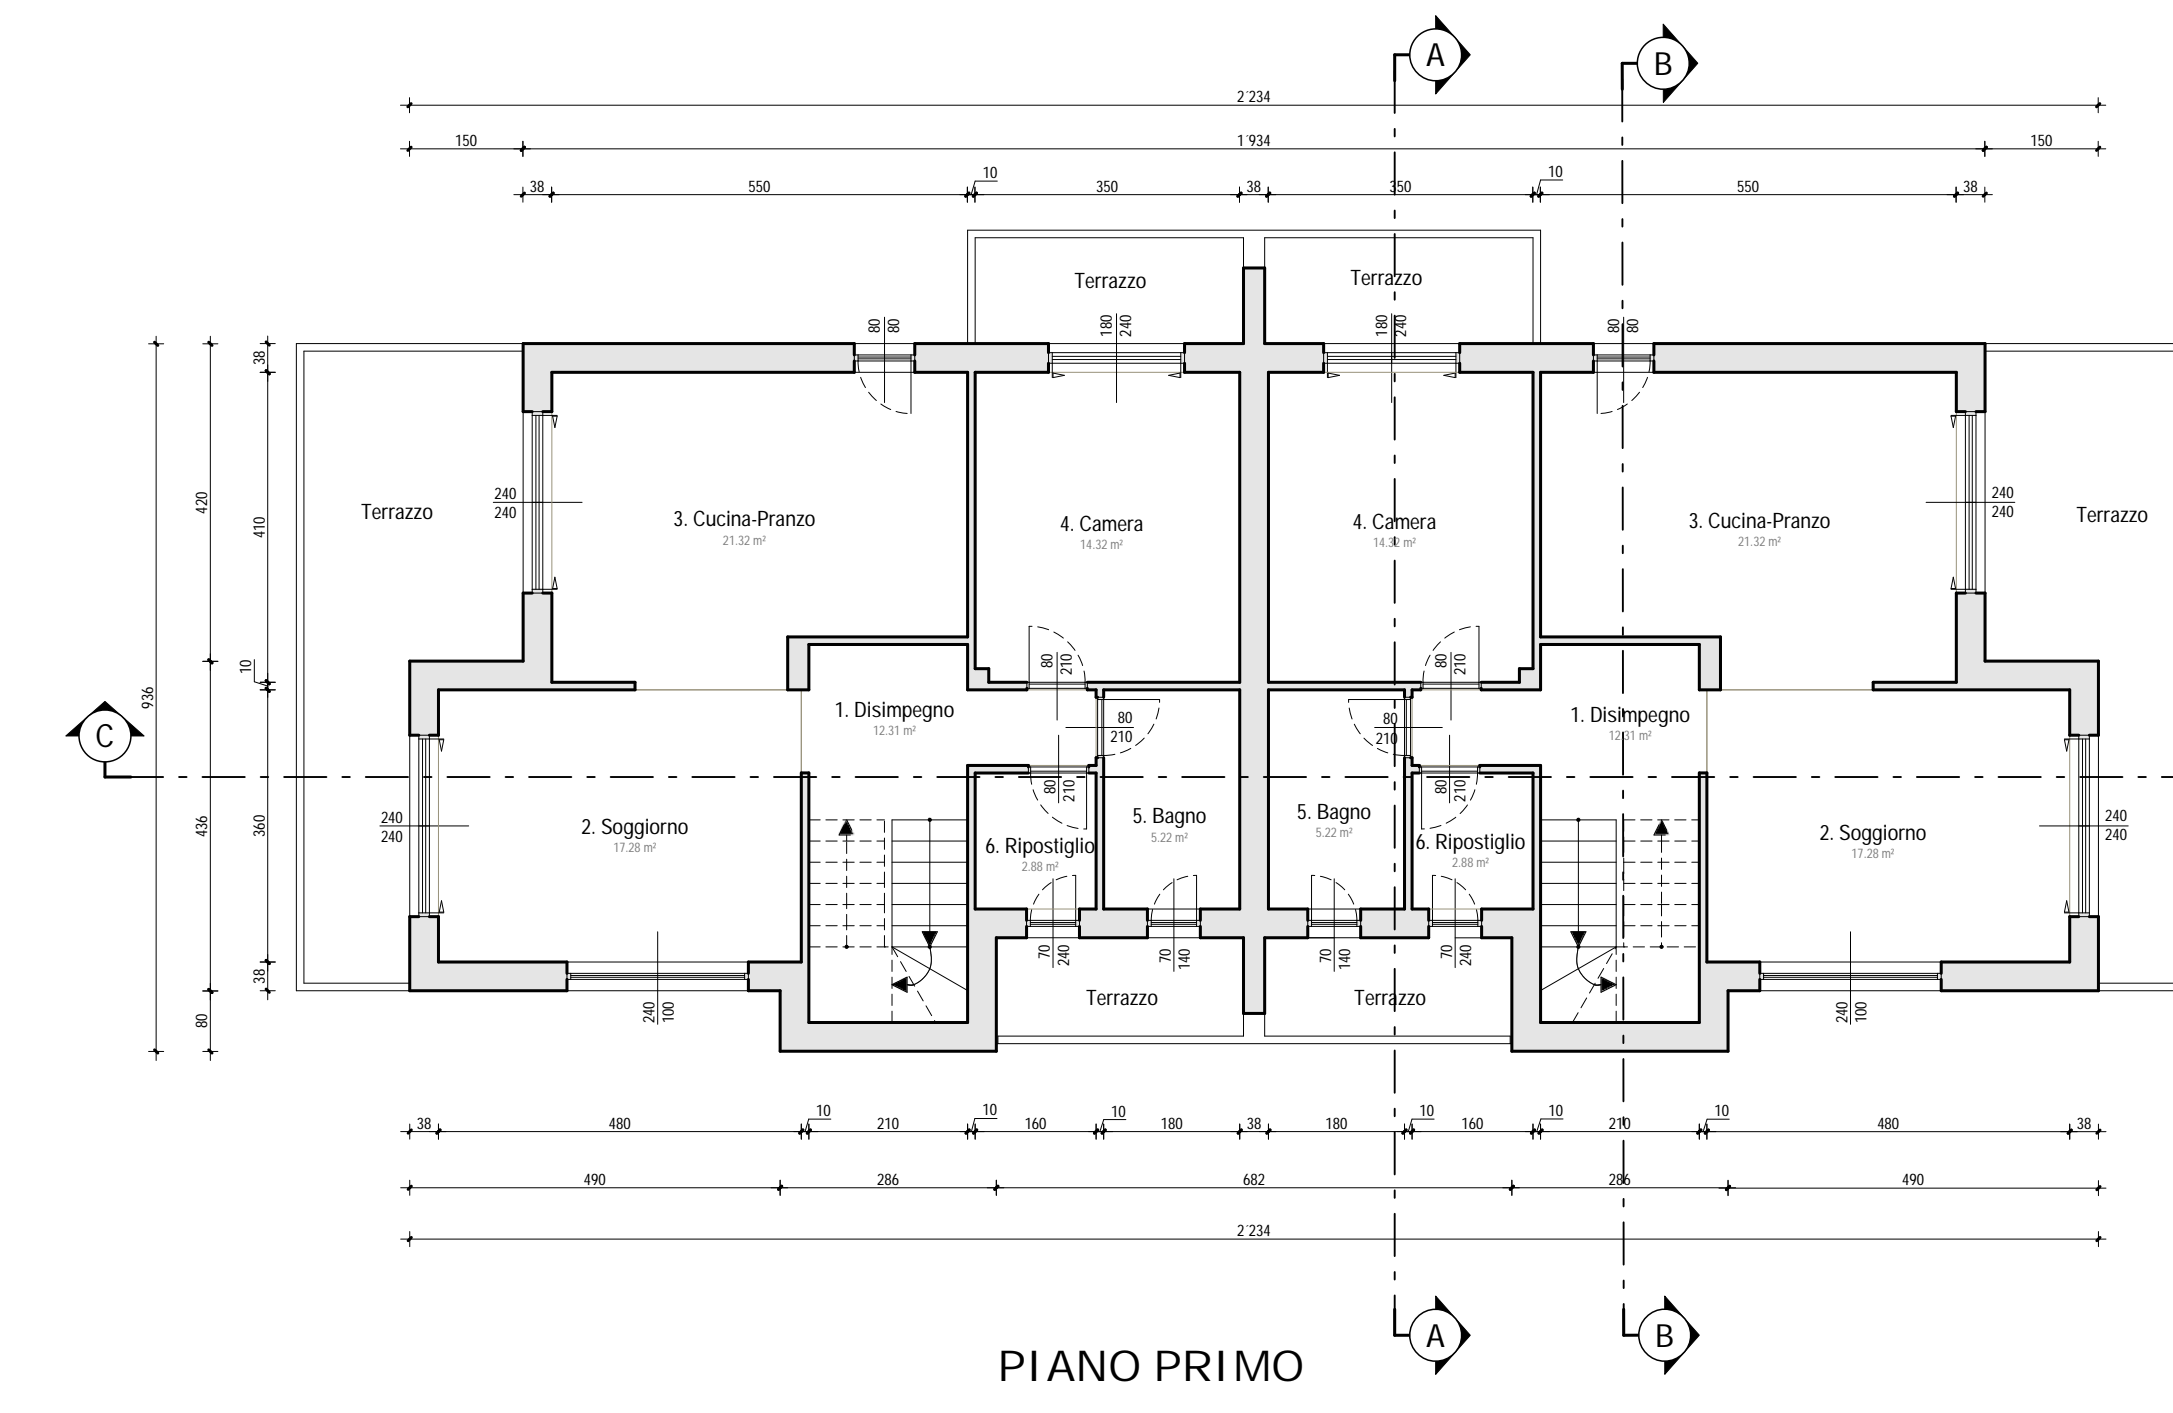 A
B
2´234
150
1´934
150
38
550
10
350
38
350
10
550
38
Terrazzo
Terrazzo
80
80
180
240
180
240
80
80
38
420
410
10
936
436
360
38
80
Terrazzo
240
240
3. Cucina-Pranzo
21.32 m²
4. Camera
14.32 m²
4. Camera
14.32 m²
3. Cucina-Pranzo
21.32 m²
240
240
Terrazzo
80
210
80
210
C
1. Disimpegno
12.31 m²
80
210
80
210
1. Disimpegno
12.31 m²
80
210
80
210
240
240
2. Soggiorno
17.28 m²
6. Ripostiglio
2.88 m²
5. Bagno
5.22 m²
5. Bagno
5.22 m²
6. Ripostiglio
2.88 m²
2. Soggiorno
17.28 m²
240
240
240
100
70
240
70
140
70
140
70
240
240
100
Terrazzo
Terrazzo
38
480
10
210
10
160
10
180
38
180
10
160
10
210
10
480
38
490
286
682
286
490
2´234
A
B
PIANO PRIMO